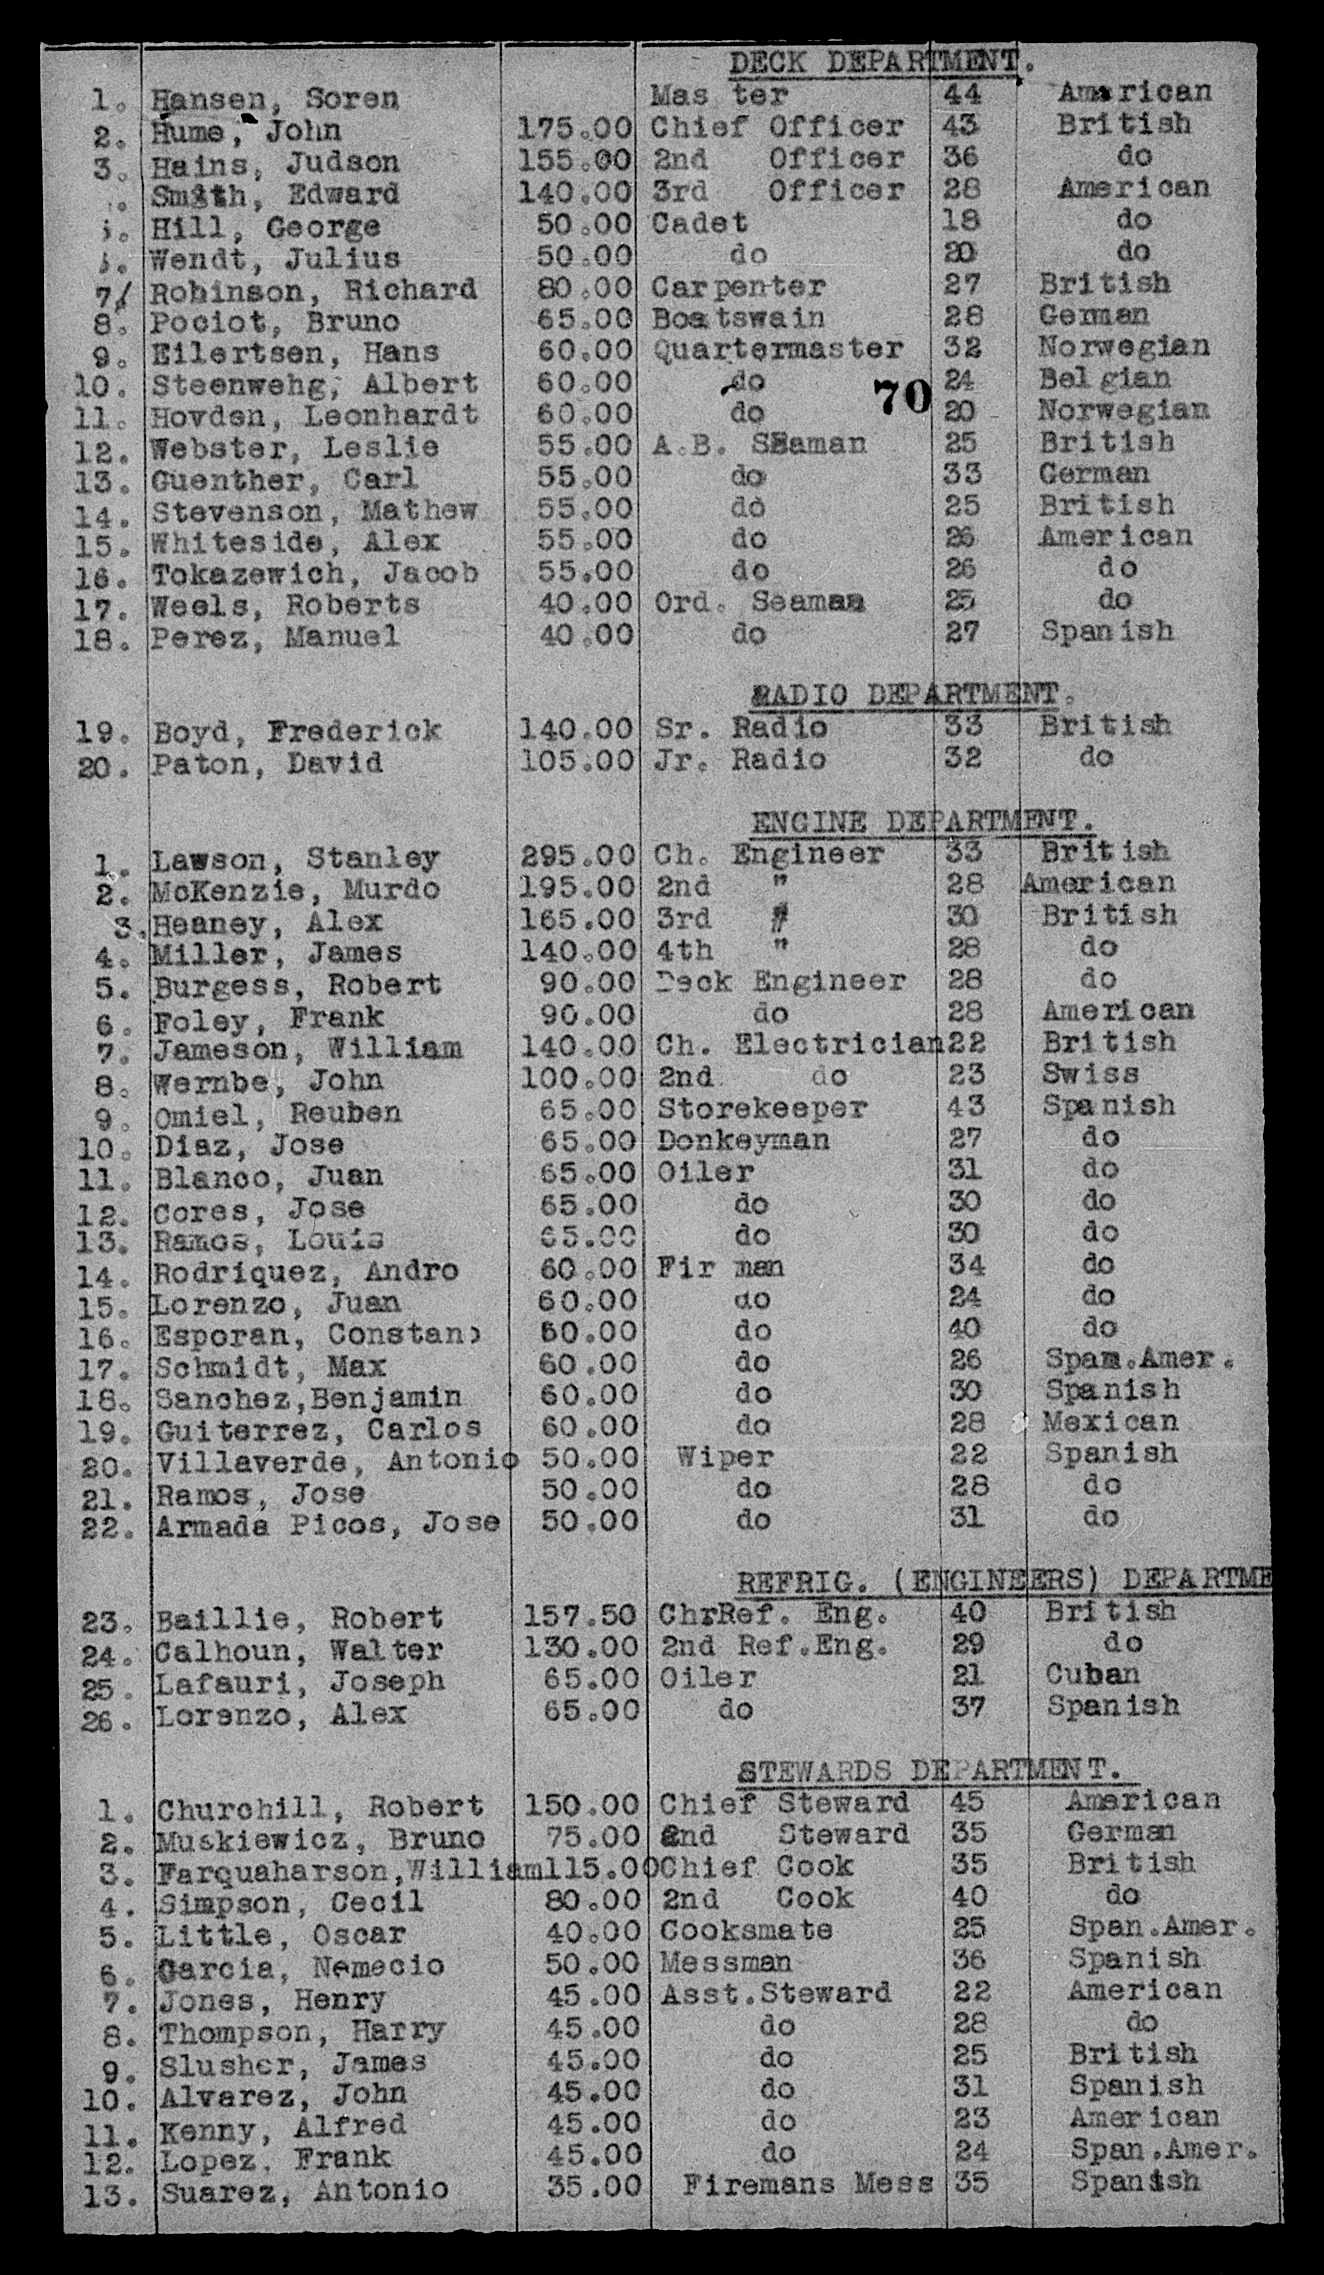 DECK DEPARTMENT.
1. Hansen, Soren Mas ter 44 American
2. Hume, John 175.00 Chief Officer 43 British
3. Hains, Judson 155.00 2nd Officer 36 do
. Smith, Edward 140.00 3rd Officer 28 American
. Hill, George 50.00 Cadet 18 do
. Wendt, Julius 50.00 do 20 do
7. Robinson, Richard 80.00 Carpenter 27 British
8. Pociot, Bruno 65.00 Boatswain 28 German
9. Eilertsen, Hans 60.00 Quartermaster 32 Norwegian
10. Steenwehg, Albert 60.00 do 70 24 Belgian
11. Hovden, Leonhardt 60.00 do 20 Norwegian
12. Webster, Leslie 55.00 A.B. SEaman 25 British
13. Guenther, Carl 55.00 do 33 German
14. Stevenson, Mathew 55.00 do 25 British
15. Whiteside, Alex 55.00 do 26 American
16. Tokazewich, Jacob 55.00 do 26 do
17. Weels, Roberts 40.00 Ord. Seaman 25 do
18. Perez, Manuel 40.00 do 27 Spanish
RADIO DEPARTMENT.
19. Boyd, Frederick 140.00 Sr. Radio 33 British
20. Paton, David 105.00 Jr. Radio 32 do
ENGINE DEPARTMENT.
1. Lawson, Stanley 295.00 Ch. Engineer 33 British
2. McKenzie, Murdo 195.00 2nd " 28 American
3. Heaney, Alex 165.00 3rd " 30 British
4. Miller, James 140.00 4th " 28 do
5. Burgess, Robert 90.00 Deck Engineer 28 do
6. Foley, Frank 90.00 do 28 American
7. Jameson, William 140.00 Ch. Electrician 22 British
8. Wernbe, John 100.00 2nd do 23 Swiss
9. Omiel, Reuben 65.00 Storekeeper 43 Spanish
10. Diaz, Jose 65.00 Donkeyman 27 do
11. Blanco, Juan 65.00 Oiler 31 do
12. Cores, Jose 65.00 do 30 do
13. Ramos, Louis 65.00 do 30 do
14. Rodriquez, Andro 60.00 Fir man 34 do
15. Lorenzo, Juan 60.00 do 24 do
16. Esporan, Constano 60.00 do 40 do
17. Schmidt, Max 60.00 do 26 Span.Amer.
18. Sanchez,Benjamin 60.00 do 30 Spanish
19. Guiterrez, Carlos 60.00 do 28 Mexican
20. Villaverde, Antonio 50.00 Wiper 22 Spanish
21. Ramos, Jose 50.00 do 28 do
22. Armada Picos, Jose 50.00 do 31 do
REFRIG. (ENGINEERS) DEPARTME
23. Baillie, Robert 157.50 ChrRef. Eng. 40 British
24. Calhoun, Walter 130.00 2nd Ref.Eng. 29 do
25. Lafauri, Joseph 65.00 Oiler 21 Cuban
26. Lorenzo, Alex 65.00 do 37 Spanish
STEWARDS DEPARTMENT.
1. Churchill, Robert 150.00 Chief Steward 45 American
2. Muskiewicz, Bruno 75.00 2nd Steward 35 German
3. Farquaharson,William 115.00 Chief Cook 35 British
4. Simpson, Cecil 80.00 2nd Cook 40 do
5. Little, Oscar 40.00 Cooksmate 25 Span.Amer.
6. Garcia, Nemecio 50.00 Messman 36 Spanish
7. Jones, Henry 45.00 Asst.Steward 22 American
8. Thompson, Harry 45.00 do 28 do
9. Slusher, James 45.00 do 25 British
10. Alvarez, John 45.00 do 31 Spanish
11. Kenny, Alfred 45.00 do 23 American
12. Lopez, Frank 45.00 do 24 Span.Amer.
13. Suarez, Antonio 35.00 Firemans Mess 35 Spanish